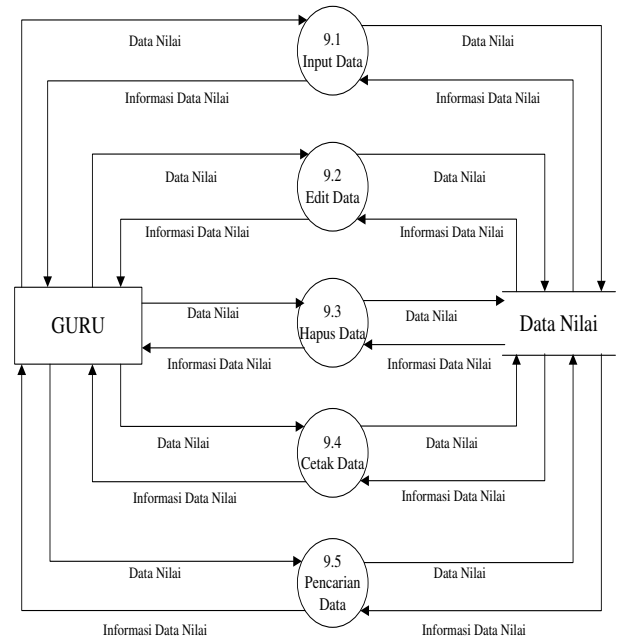 9.1
Input Data
Data Nilai
Data Nilai
Informasi Data Nilai
Informasi Data Nilai
9.2
Edit Data
Data Nilai
Data Nilai
Informasi Data Nilai
Informasi Data Nilai
GURU
9.3
Hapus Data
Data Nilai
Data Nilai
Data Nilai
Informasi Data Nilai
Informasi Data Nilai
9.4
Cetak Data
Data Nilai
Data Nilai
Informasi Data Nilai
Informasi Data Nilai
9.5
Pencarian
Data
Data Nilai
Data Nilai
Informasi Data Nilai
Informasi Data Nilai